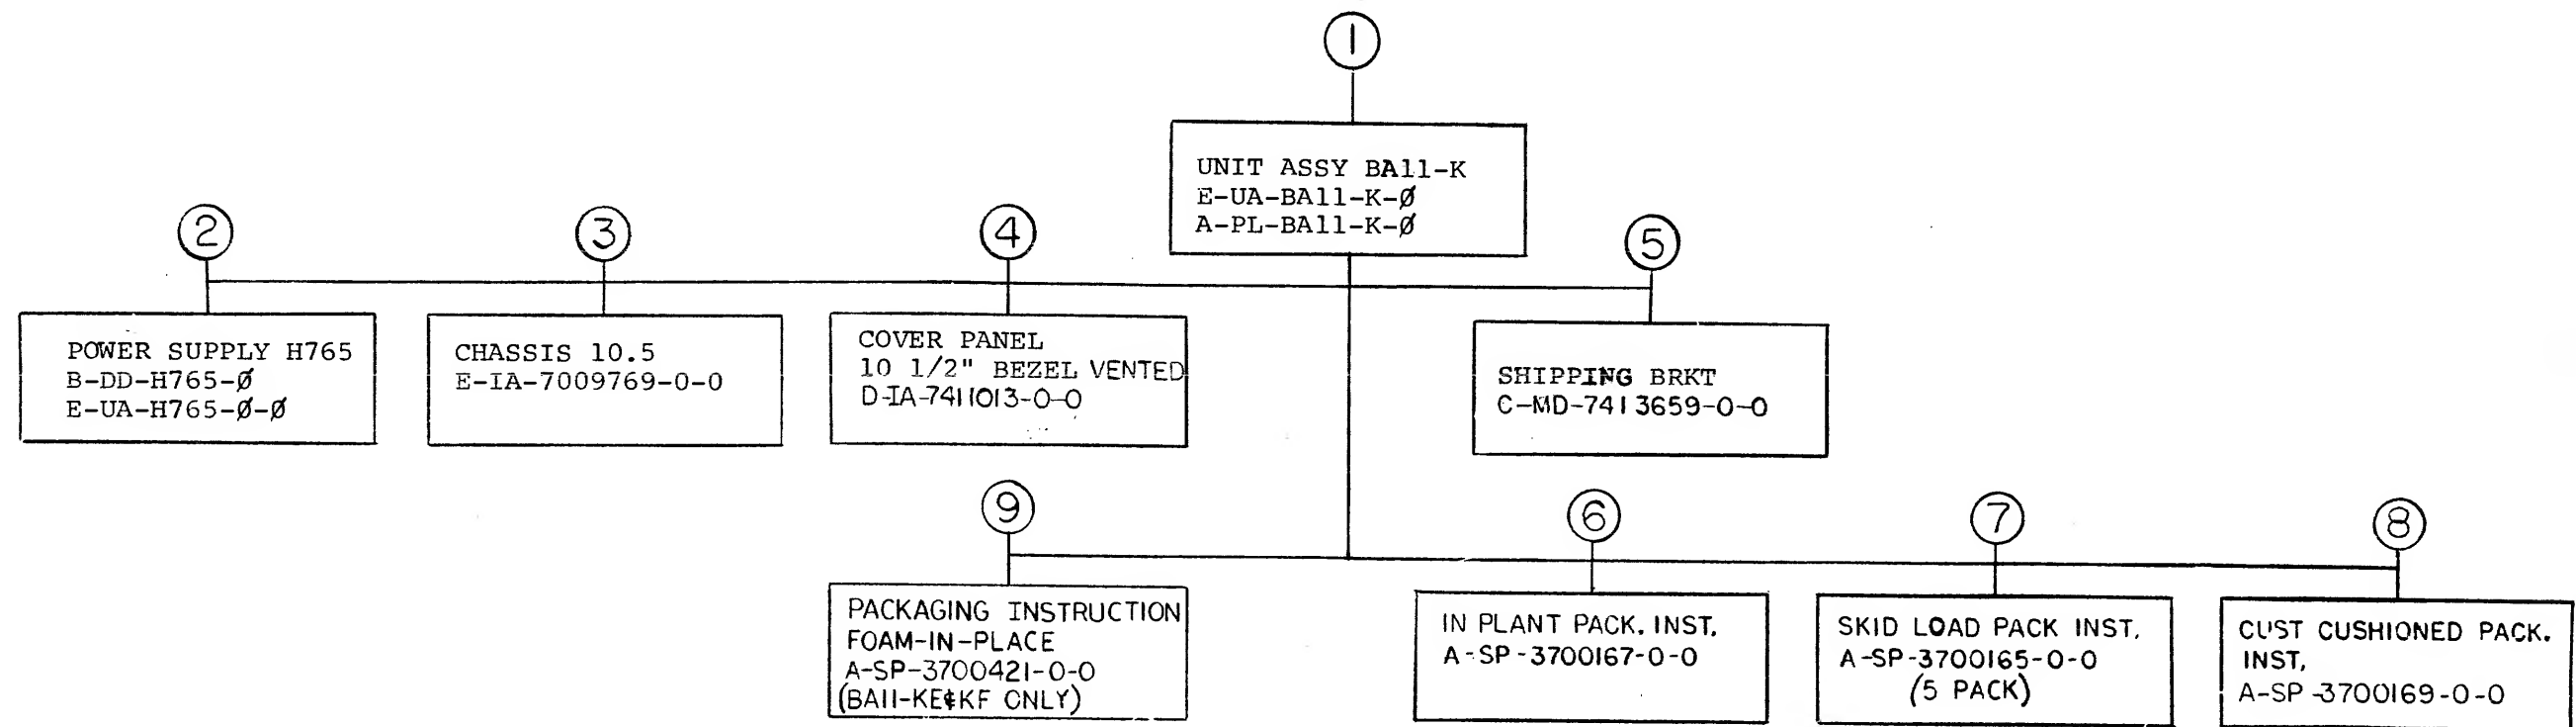 1
UNIT ASSY BA11-K
E-UA-BA11-K-Ø
A-PL-BA11-K-Ø
2
POWER SUPPLY H765
B-DD-H765-Ø
E-UA-H765-Ø-Ø
3
CHASSIS 10.5
E-IA-7009769-0-0
4
COVER PANEL
10 1/2" BEZEL VENTED
D-IA-7411013-0-0
5
SHIPPING BRKT
C-MD-7413659-0-0
9
PACKAGING INSTRUCTION
FOAM-IN-PLACE
A-SP-3700421-0-0
(BA11-KE&KF ONLY)
6
IN PLANT PACK. INST.
A-SP-3700167-0-0
7
SKID LOAD PACK INST.
A-SP-3700165-0-0
(5 PACK)
8
CUST CUSHIONED PACK.
INST.
A-SP-3700169-0-0